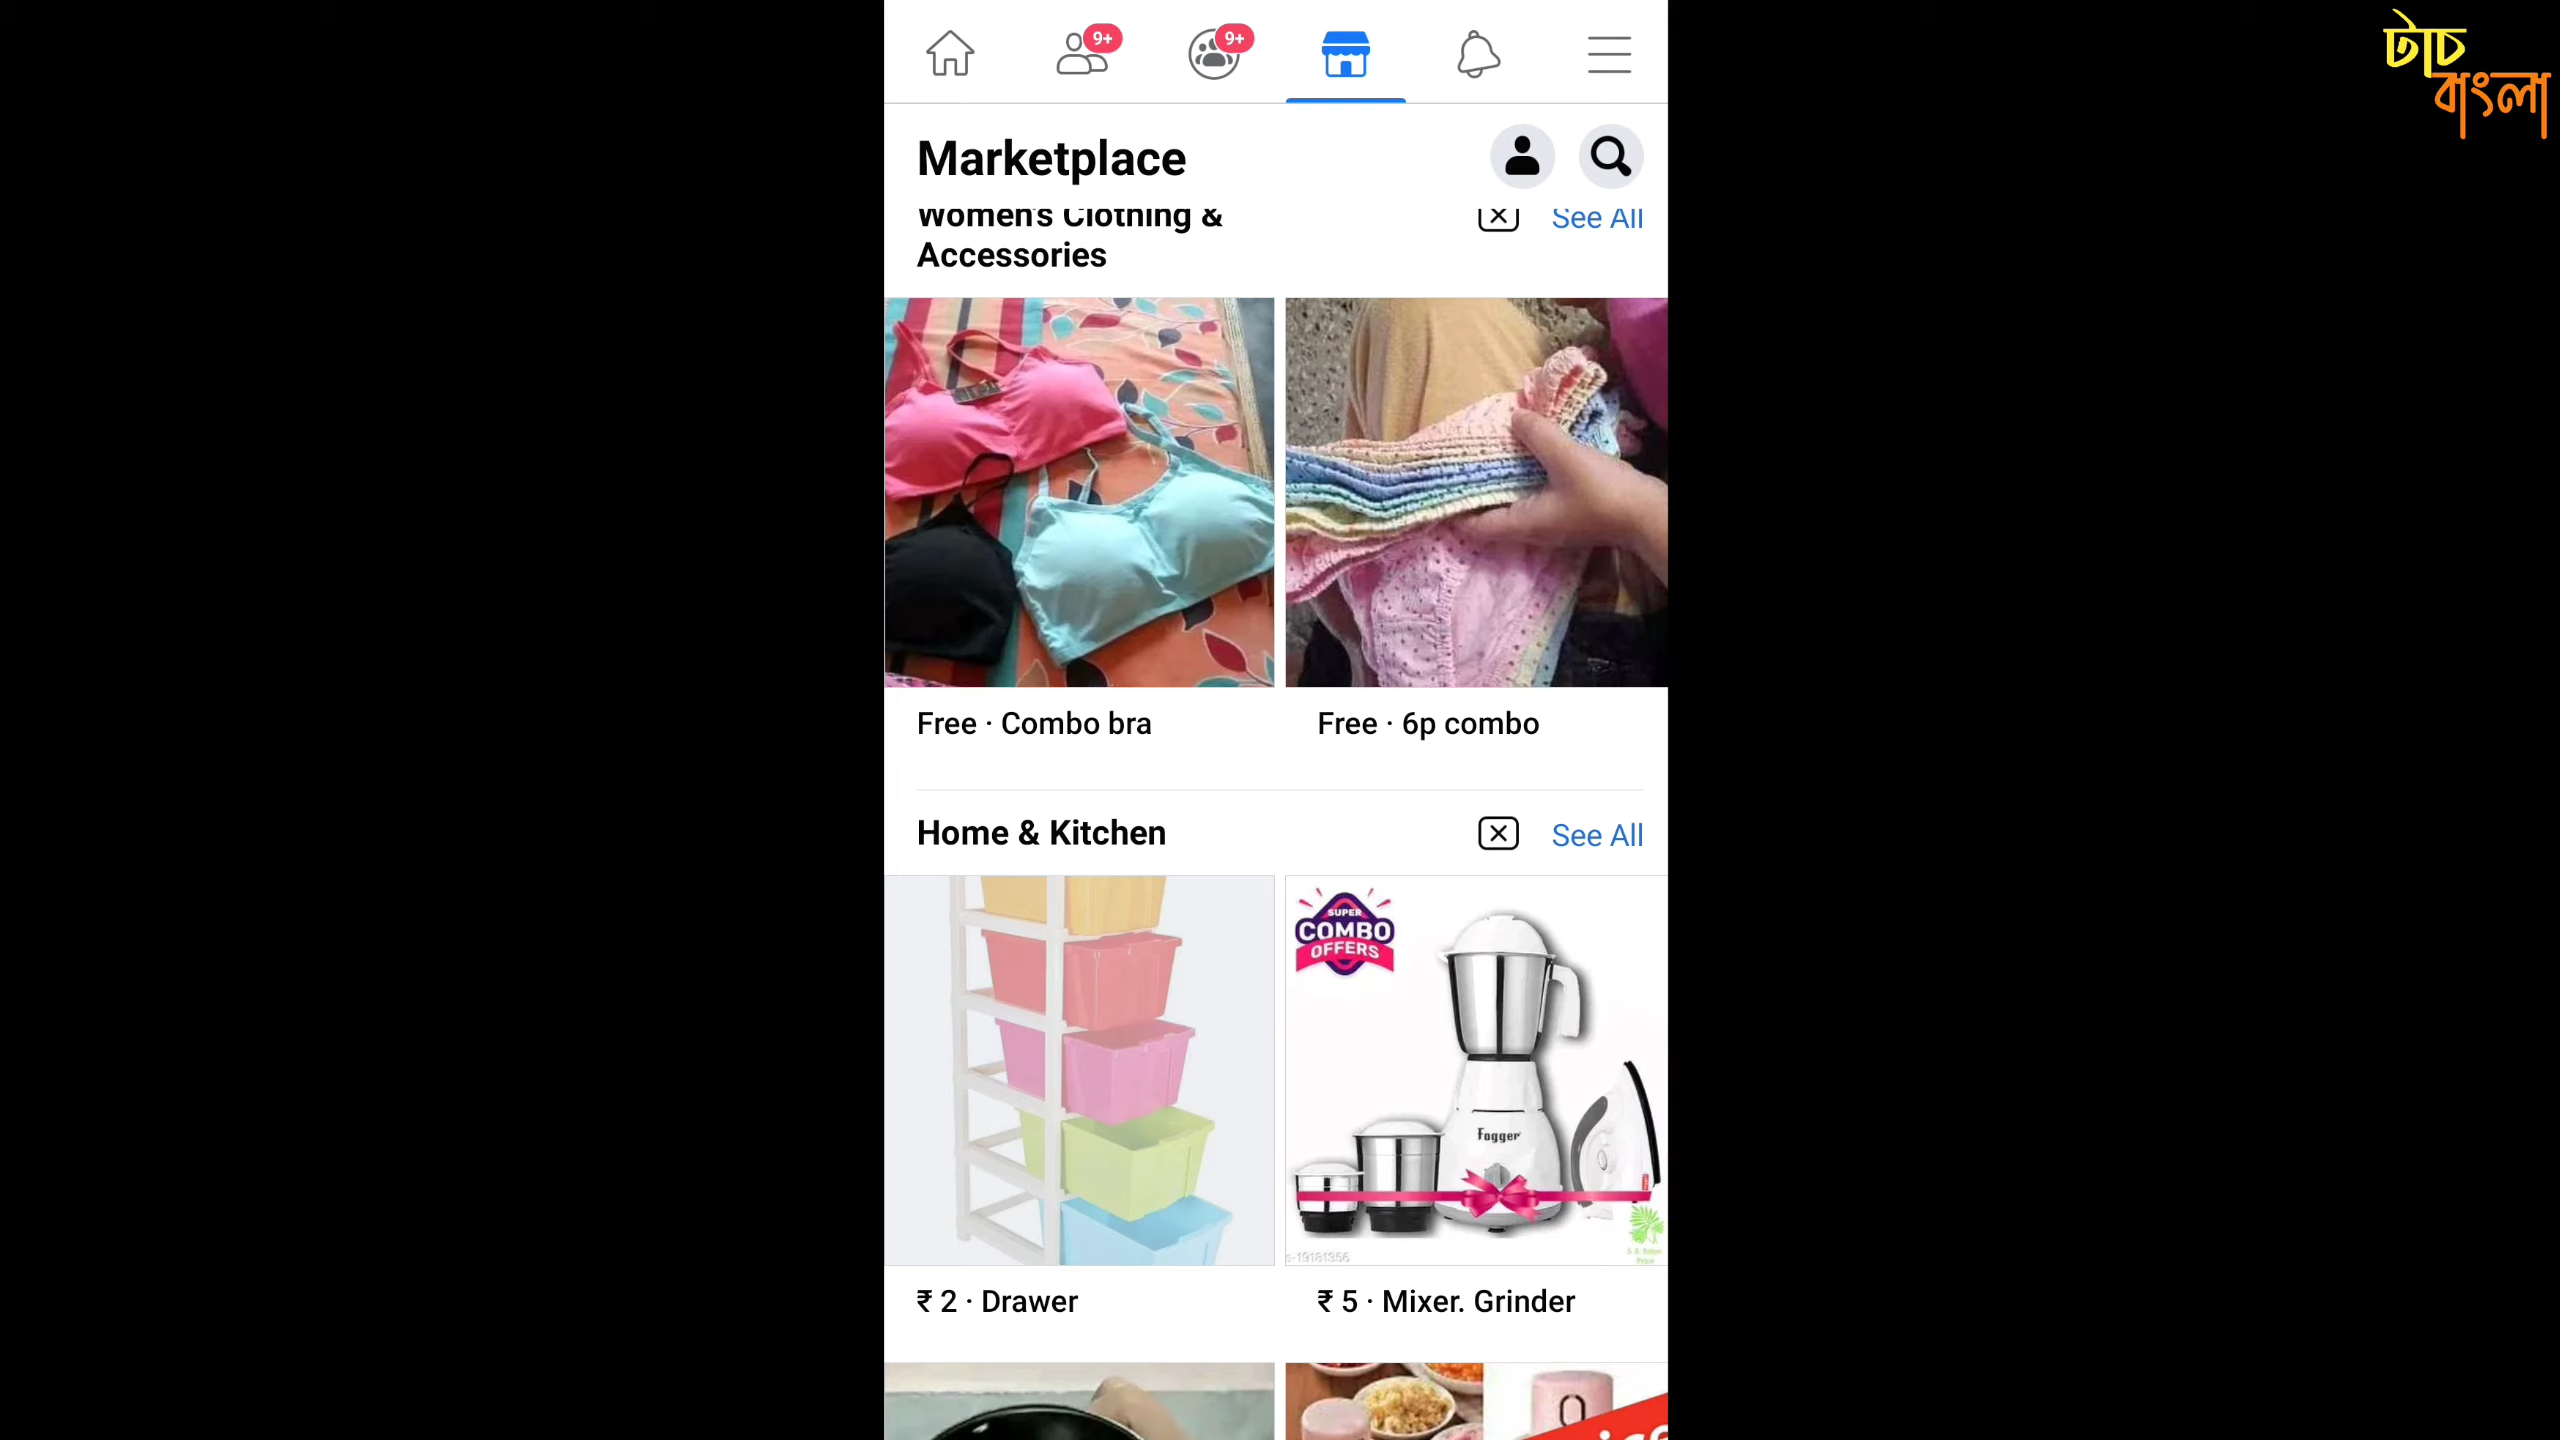 9+
9+
টাচ
বাংলা
Marketplace
Women's Clothing &
Accessories
See All
Free · Combo bra
Free · 6p combo
Home & Kitchen
See All
SUPER
COMBO
OFFERS
Fogger
s-19181356
₹ 2 · Drawer
₹ 5 · Mixer. Grinder